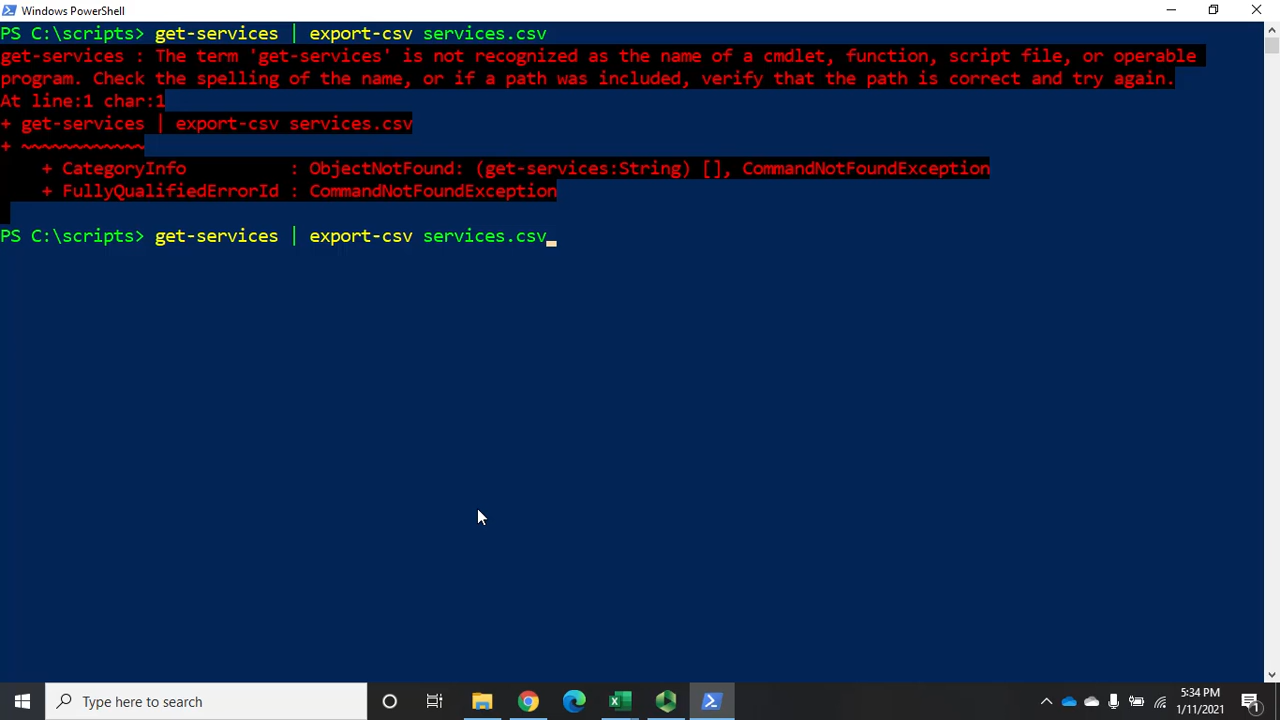 Windows PowerShell
PS C:\scripts> get-services | export-csv services.csv
get-services : The term 'get-services' is not recognized as the name of a cmdlet, function, script file, or operable
program. Check the spelling of the name, or if a path was included, verify that the path is correct and try again.
At line:1 char:1
+ get-services | export-csv services.csv
+ ~~~~~~~~~~~~
    + CategoryInfo          : ObjectNotFound: (get-services:String) [], CommandNotFoundException
    + FullyQualifiedErrorId : CommandNotFoundException
PS C:\scripts> get-services | export-csv services.csv
Type here to search
5:34 PM
1/11/2021
1